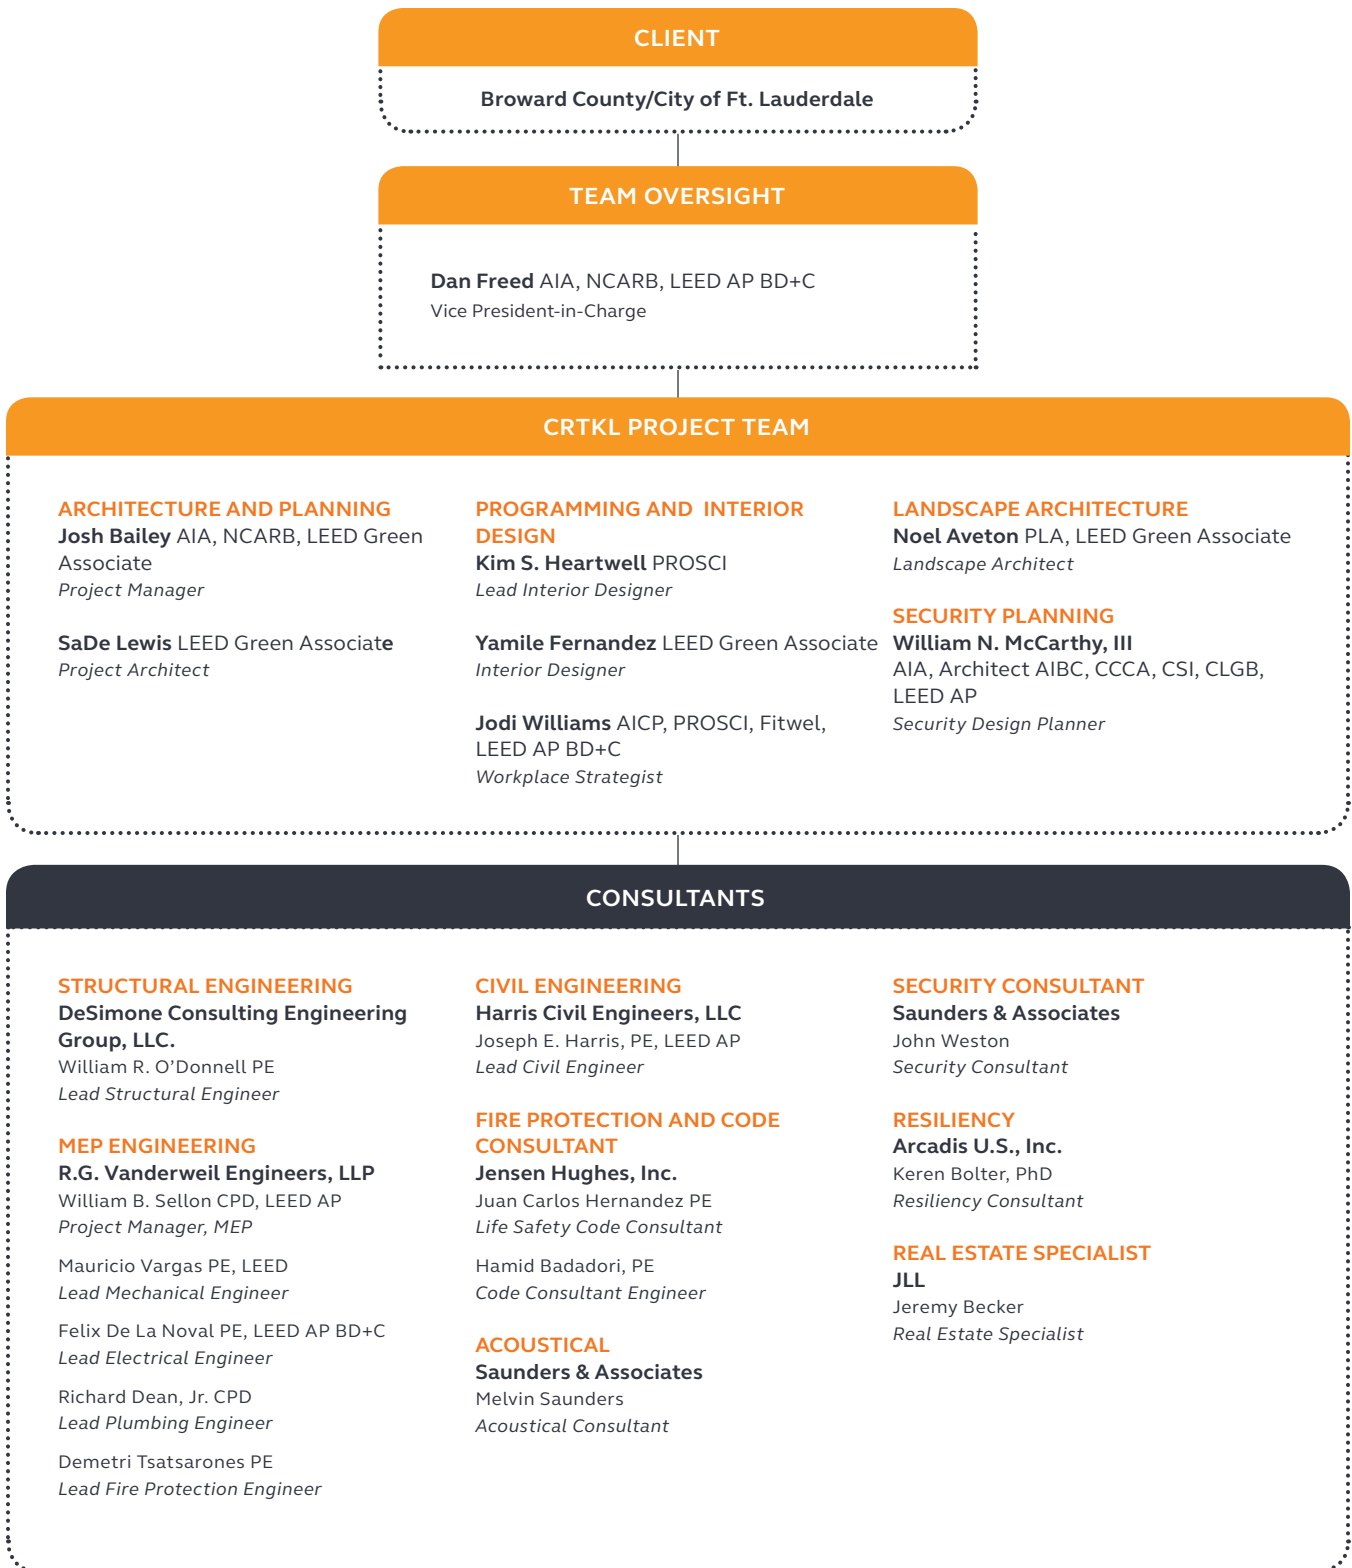 CLIENT
Broward County/City of Ft. Lauderdale
TEAM OVERSIGHT
Dan Freed AIA, NCARB, LEED AP BD+C
Vice President-in-Charge
CRTKL PROJECT TEAM
ARCHITECTURE AND PLANNING
Josh Bailey AIA, NCARB, LEED Green
Associate
Project Manager
SaDe Lewis LEED Green Associate
Project Architect
PROGRAMMING AND INTERIOR
DESIGN
Kim S. Heartwell PROSCI
Lead Interior Designer
Yamile Fernandez LEED Green Associate
Interior Designer
Jodi Williams AICP, PROSCI, Fitwel,
LEED AP BD+C
Workplace Strategist
LANDSCAPE ARCHITECTURE
Noel Aveton PLA, LEED Green Associate
Landscape Architect
SECURITY PLANNING
William N. McCarthy, III
AIA, Architect AIBC, CCCA, CSI, CLGB,
LEED AP
Security Design Planner
CONSULTANTS
STRUCTURAL ENGINEERING
DeSimone Consulting Engineering
Group, LLC.
William R. O’Donnell PE
Lead Structural Engineer
MEP ENGINEERING
R.G. Vanderweil Engineers, LLP
William B. Sellon CPD, LEED AP
Project Manager, MEP
Mauricio Vargas PE, LEED
Lead Mechanical Engineer
Felix De La Noval PE, LEED AP BD+C
Lead Electrical Engineer
Richard Dean, Jr. CPD
Lead Plumbing Engineer
Demetri Tsatsarones PE
Lead Fire Protection Engineer
CIVIL ENGINEERING
Harris Civil Engineers, LLC
Joseph E. Harris, PE, LEED AP
Lead Civil Engineer
FIRE PROTECTION AND CODE
CONSULTANT
Jensen Hughes, Inc.
Juan Carlos Hernandez PE
Life Safety Code Consultant
Hamid Badadori, PE
Code Consultant Engineer
ACOUSTICAL
Saunders & Associates
Melvin Saunders
Acoustical Consultant
SECURITY CONSULTANT
Saunders & Associates
John Weston
Security Consultant
RESILIENCY
Arcadis U.S., Inc.
Keren Bolter, PhD
Resiliency Consultant
REAL ESTATE SPECIALIST
JLL
Jeremy Becker
Real Estate Specialist